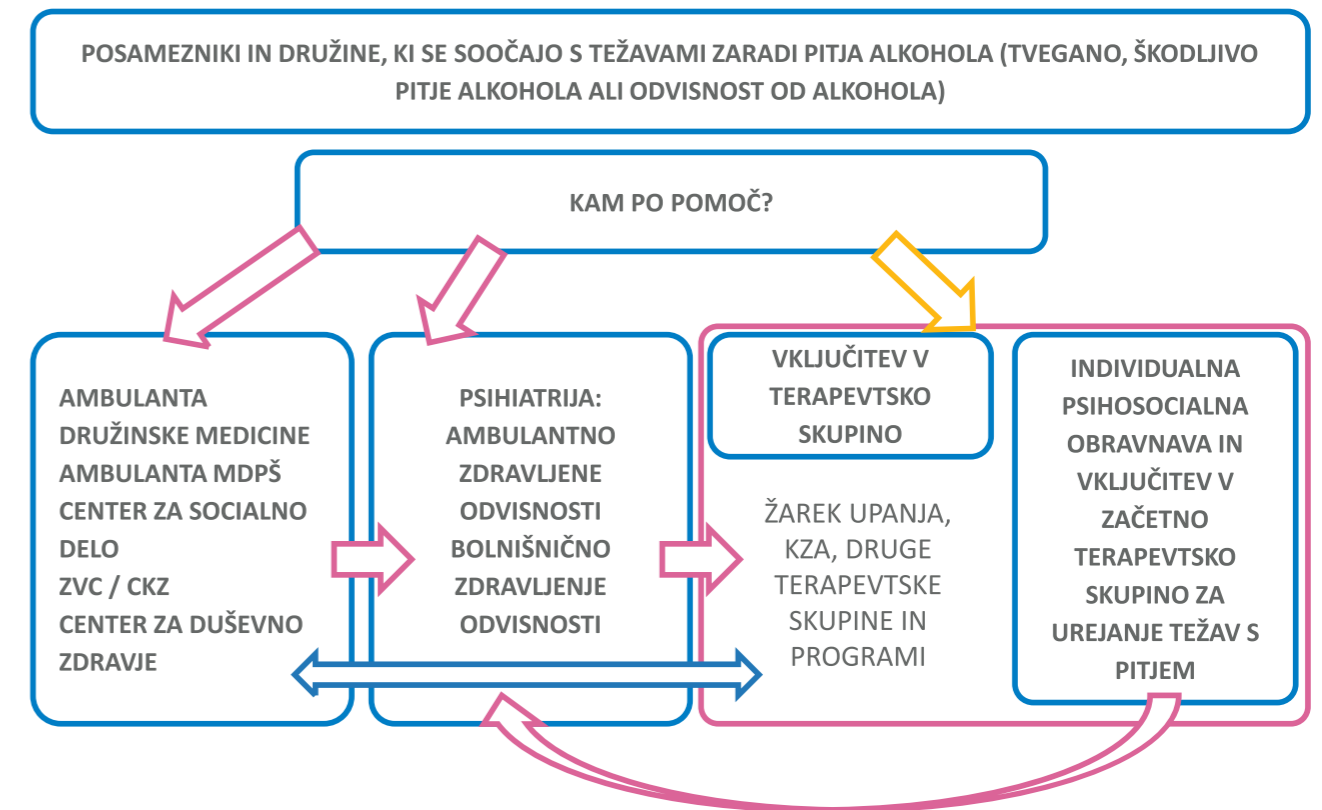 POSAMEZNIKI IN DRUŽINE, KI SE SOOČAJO S TEŽAVAMI ZARADI PITJA ALKOHOLA (TVEGANO, ŠKODLJIVO
PITJE ALKOHOLA ALI ODVISNOST OD ALKOHOLA)
KAM PO POMOČ?
AMBULANTA
DRUŽINSKE MEDICINE
AMBULANTA MDPŠ
CENTER ZA SOCIALNO
DELO
ZVC / CKZ
CENTER ZA DUŠEVNO
ZDRAVJE
PSIHIATRIJA:
AMBULANTNO
ZDRAVLJENE
ODVISNOSTI
BOLNIŠNIČNO
ZDRAVLJENJE
ODVISNOSTI
VKLJUČITEV V
TERAPEVTSKO
SKUPINO
ŽAREK UPANJA,
KZA, DRUGE
TERAPEVTSKE
SKUPINE IN
PROGRAMI
INDIVIDUALNA
PSIHOSOCIALNA
OBRAVNAVA IN
VKLJUČITEV V
ZAČETNO
TERAPEVTSKO
SKUPINO ZA
UREJANJE TEŽAV S
PITJEM